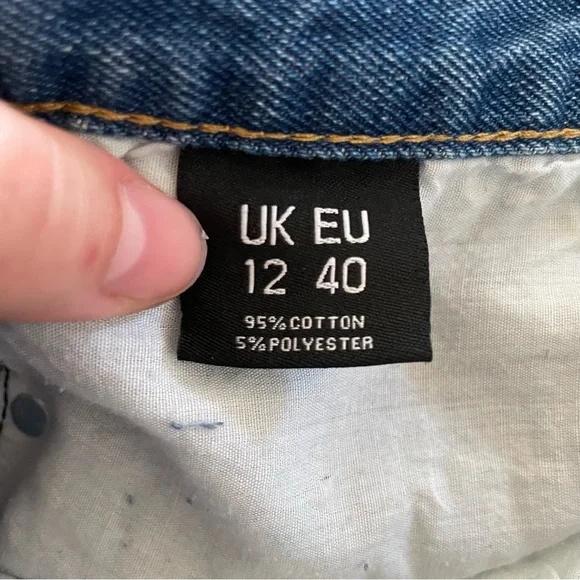 UK EU
12 40
95%COTTON
5%POLYESTER